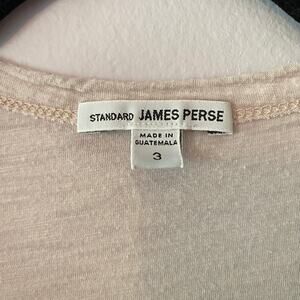 STANDARD JAMES PERSE
MADE IN
GUATEMALA
3